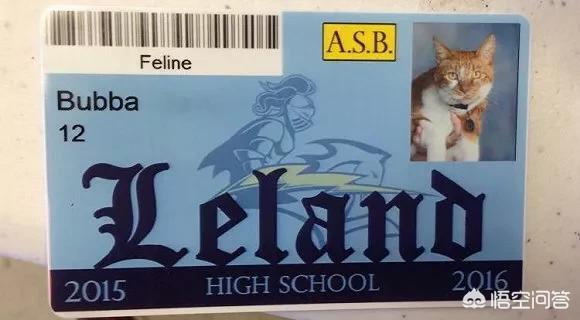 Feline
A.S.B.
Bubba
12
Leland
2015 HIGH SCHOOL 2016
悟空问答